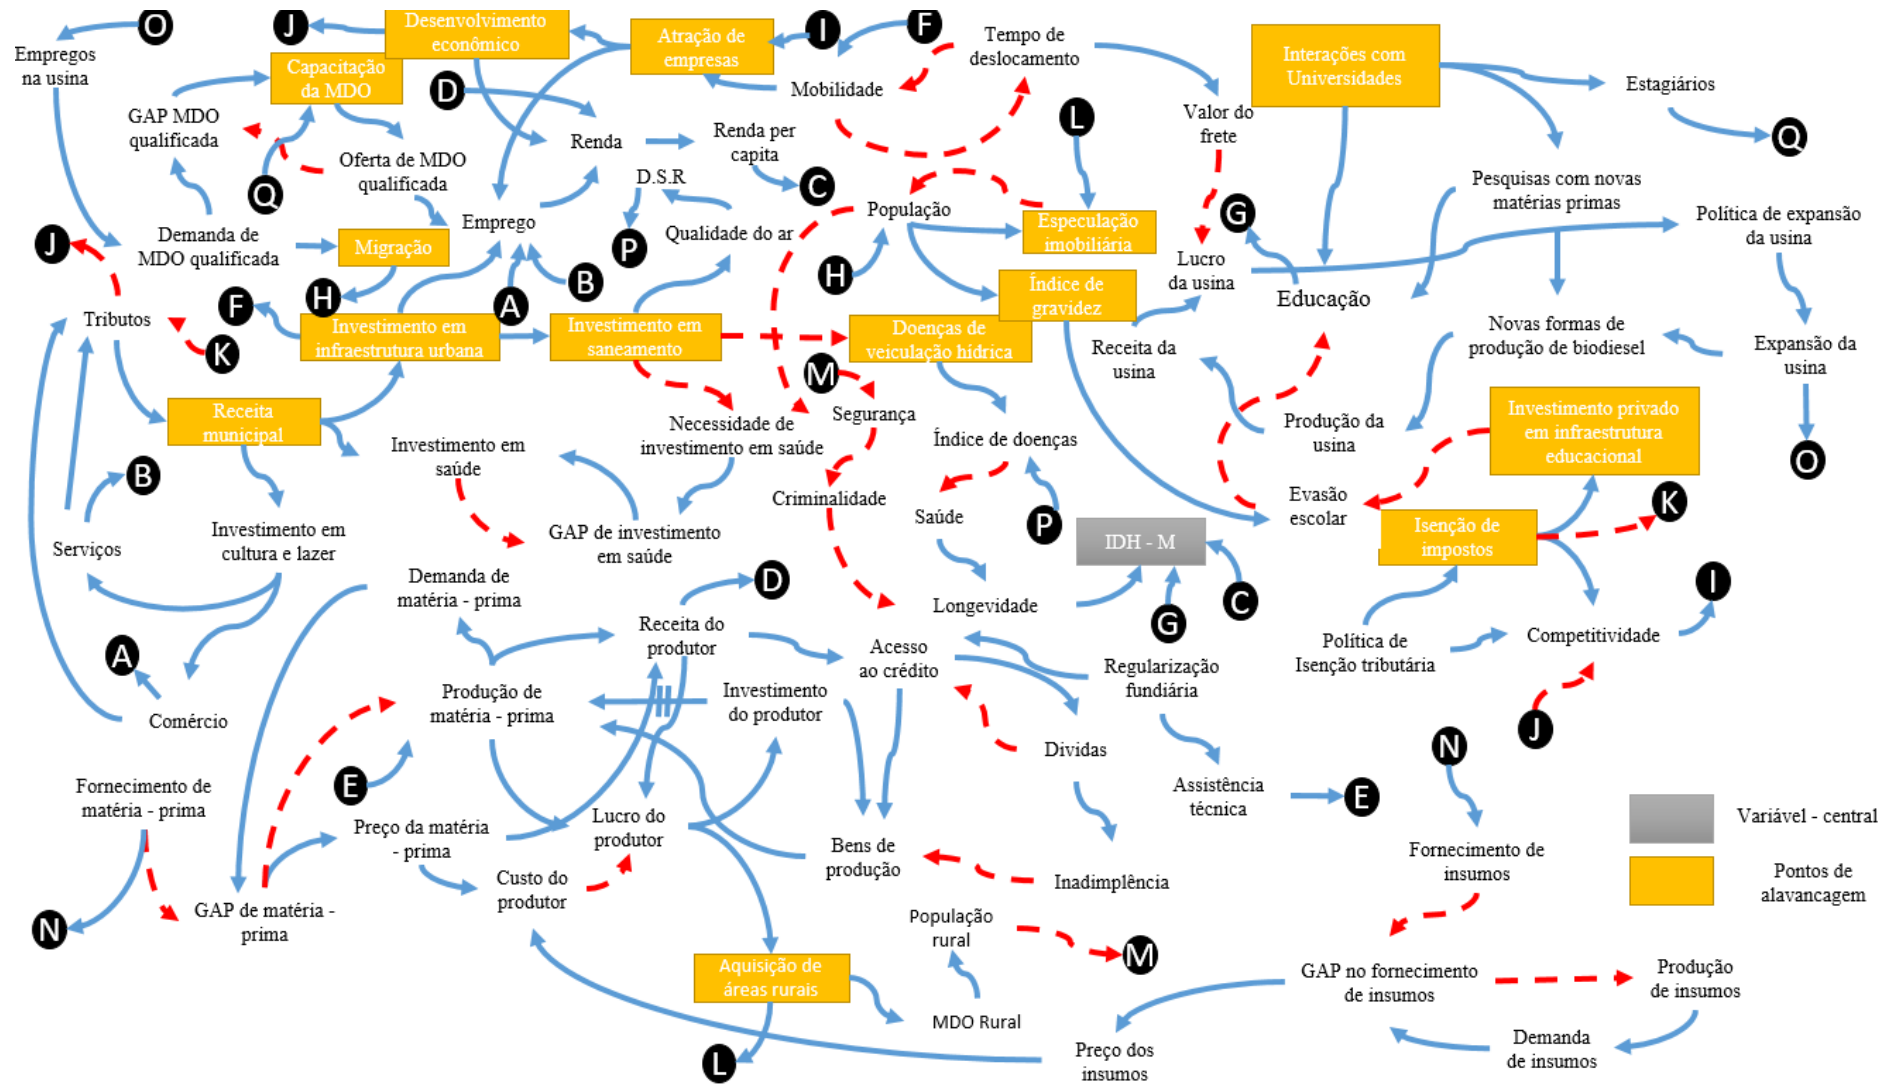 O
J
Desenvolvimento
econômico
Atração de
empresas
I
F
Tempo de
deslocamento
Interações com
Universidades
Estagiários
Empregos
na usina
Capacitação
da MDO
D
Mobilidade
L
Valor do
frete
Q
GAP MDO
qualificada
Renda
Renda per
capita
Oferta de MDO
qualificada
Q
D.S.R
C
Pesquisas com novas
matérias primas
J
Demanda de
MDO qualificada
Migração
Emprego
P
Qualidade do ar
População
Especulação
imobiliária
G
Política de expansão
da usina
H
F
H
A
B
Índice de
gravidez
Lucro
da usina
Educação
Tributos
K
Investimento em
infraestrutura urbana
Investimento em
saneamento
Doenças de
veiculação hídrica
Receita da
usina
Novas formas de
produção de biodiesel
Expansão da
usina
M
Segurança
Receita
municipal
Investimento em
saúde
Necessidade de
investimento em saúde
Índice de doenças
Produção da
usina
Investimento privado
em infraestrutura
educacional
O
B
Criminalidade
Saúde
P
Evasão
escolar
K
Serviços
Investimento em
cultura e lazer
GAP de investimento
em saúde
IDH - M
Isenção de
impostos
Demanda de
matéria - prima
D
Longevidade
G
C
I
A
Receita do
produtor
Acesso
ao crédito
Regularização
fundiária
Política de
Isenção tributária
Competitividade
Comércio
Produção de
matéria - prima
Investimento
do produtor
Dividas
J
N
Fornecimento de
matéria - prima
E
Preço da matéria
- prima
Lucro do
produtor
Assistência
técnica
E
Variável - central
Bens de
produção
Inadimplência
Fornecimento de
insumos
Pontos de
alavancagem
N
GAP de matéria -
prima
Custo do
produtor
População
rural
M
Aquisição de
áreas rurais
GAP no fornecimento
de insumos
Produção
de insumos
L
MDO Rural
Preço dos
insumos
Demanda
de insumos